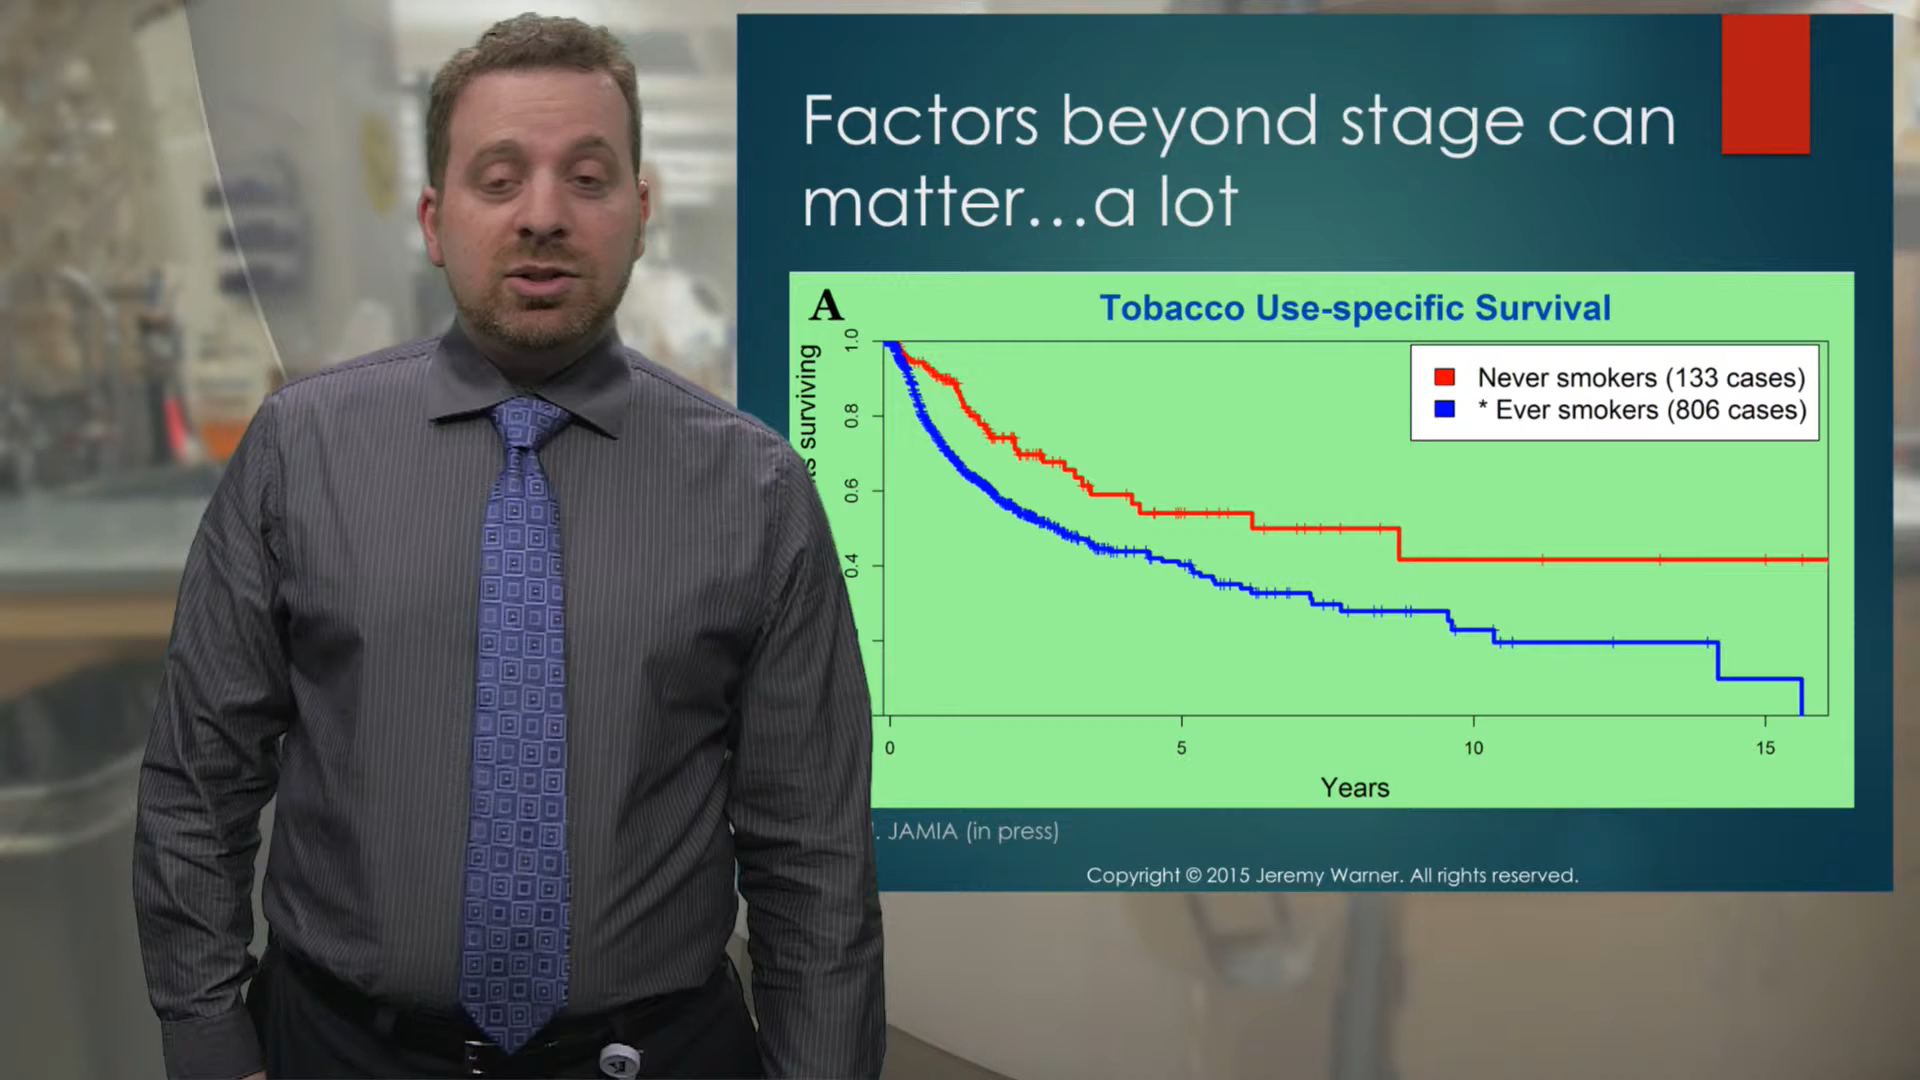 Factors beyond stage can
matter...a lot
A
Tobacco Use-specific Survival
Never smokers (133 cases)
* Ever smokers (806 cases)
surviving
1.0
0.8
0.6
0.4
0
5
10
15
Years
. JAMIA (in press)
Copyright © 2015 Jeremy Warner. All rights reserved.